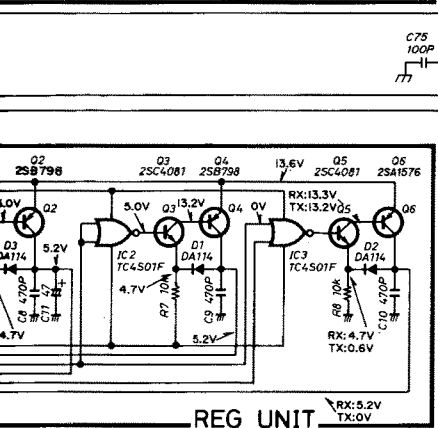 C75
100P
Q2
2SB798
Q3
2SC4081
Q4
2SB798
13.6V
Q5
2SC4081
Q6
2SA1576
.0V
Q2
5.0V
Q3
13.2V
Q4
0V
RX:13.3V
TX:13.2V
Q5
Q6
D3
DA114
5.2V
IC2
TC4S01F
D1
DA114
IC3
TC4S01F
D2
DA114
C8 470P
C11 47
+
4.7V
R7 10k
C9 470P
R8 10k
C10 470P
4.7V
5.2V
RX:4.7V
TX:0.6V
RX:5.2V
TX:0V
REG UNIT